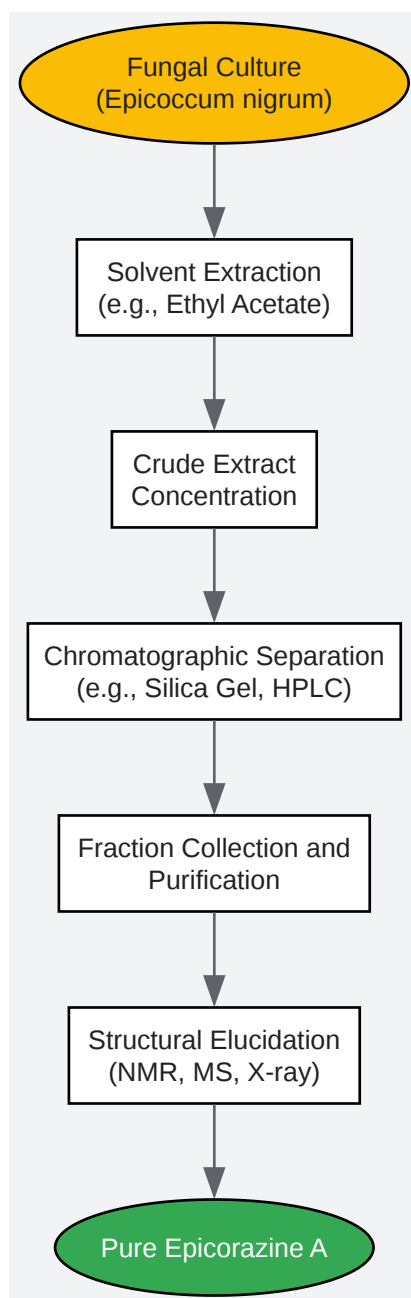 Fungal Culture
(Epicoccum nigrum)
Solvent Extraction
(e.g., Ethyl Acetate)
Crude Extract
Concentration
Chromatographic Separation
(e.g., Silica Gel, HPLC)
Fraction Collection and
Purification
Structural Elucidation
(NMR, MS, X-ray)
Pure Epicorazine A